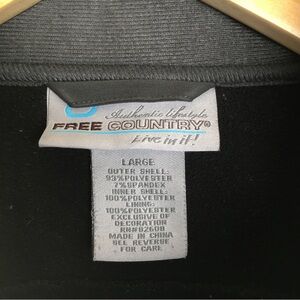 Authentic Lifestyle
FREE COUNTRY®
Live in it!
LARGE
OUTER SHELL:
93%POLYESTER
7%SPANDEX
INNER SHELL:
100%POLYESTER
LINING:
100%POLYESTER
EXCLUSIVE OF
DECORATION
RN#82608
MADE IN CHINA
SEE REVERSE
FOR CARE